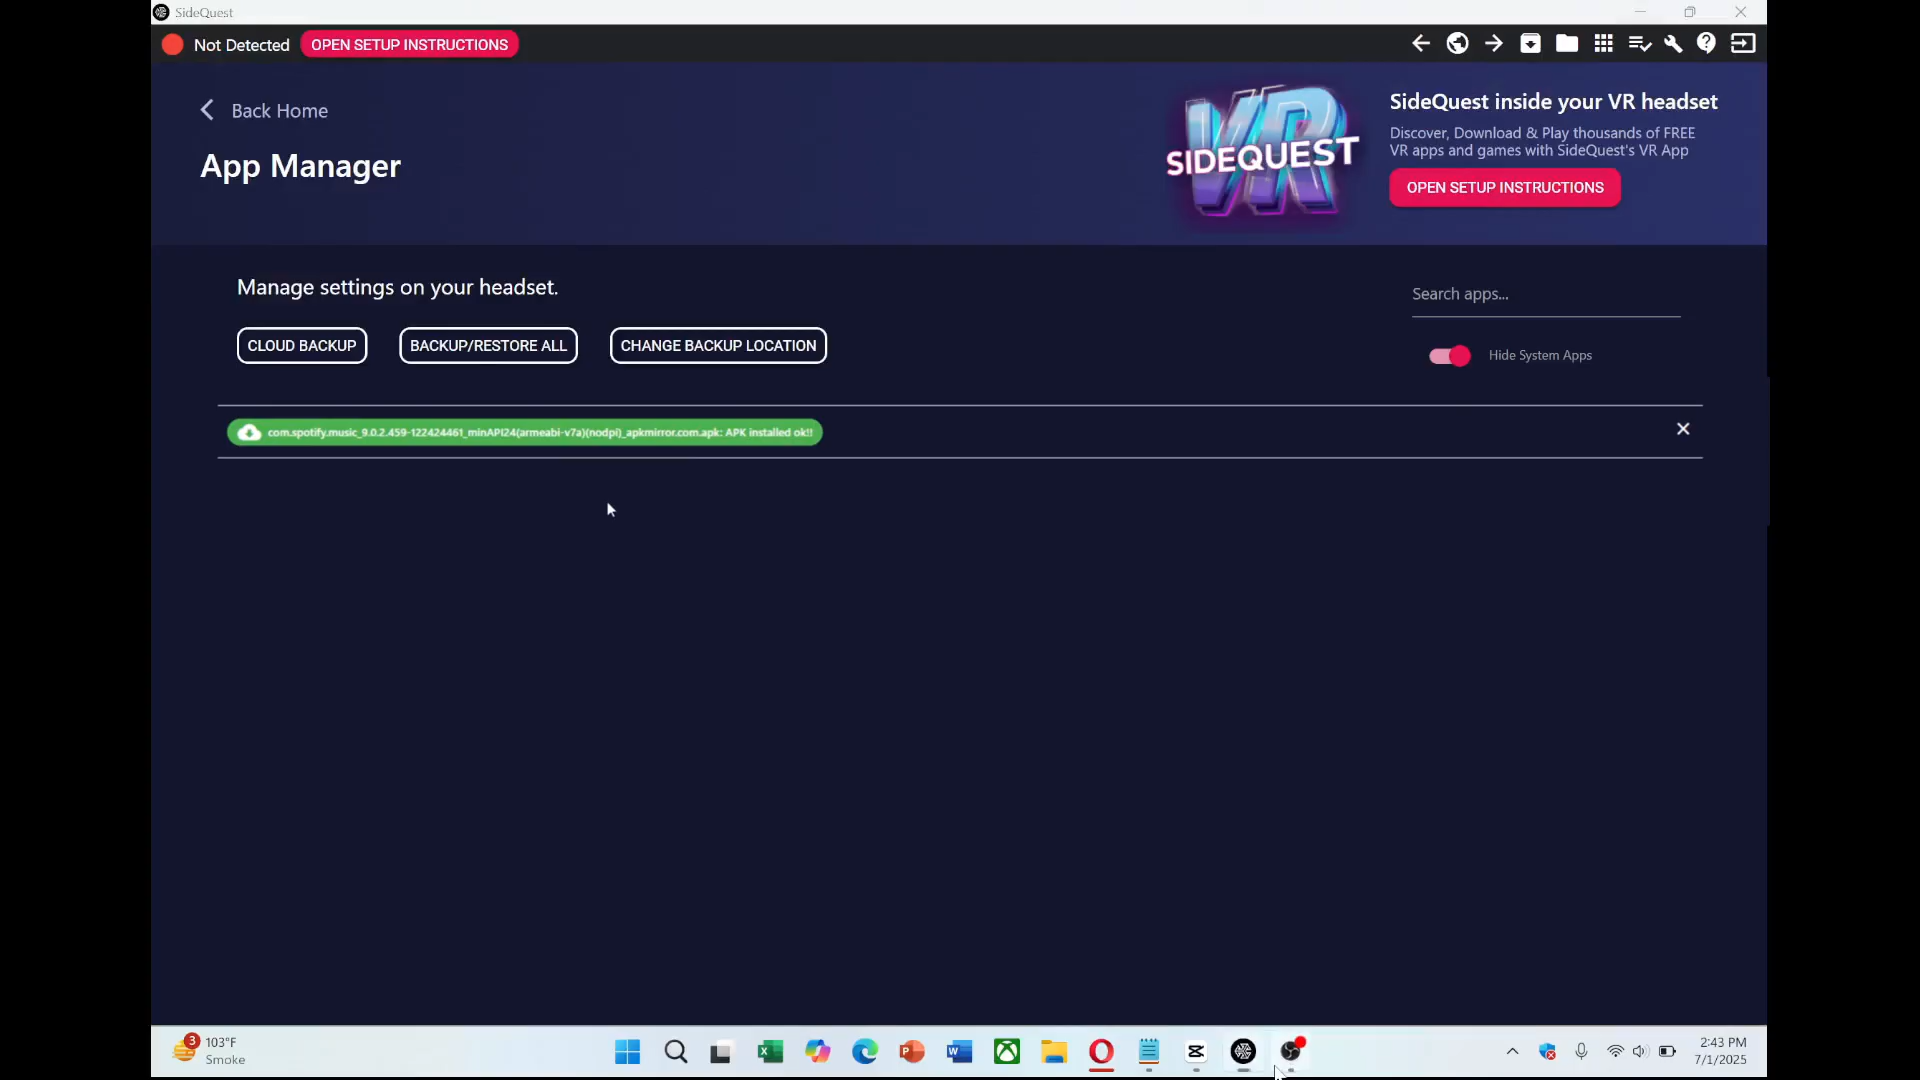 SideQuest
Not Detected OPEN SETUP INSTRUCTIONS
Back Home
App Manager
VR
SIDEQUEST
SideQuest inside your VR headset
Discover, Download & Play thousands of FREE
VR apps and games with SideQuest's VR App
OPEN SETUP INSTRUCTIONS
Manage settings on your headset.
Search apps...
CLOUD BACKUP BACKUP/RESTORE ALL CHANGE BACKUP LOCATION
Hide System Apps
com.spotify.music_9.0.2.459-122424461_minAPI24(armeabi-v7a)(nodpi)_apkmirror.com.apk: APK installed ok!!
3
103°F
Smoke
2:43 PM
7/1/2025